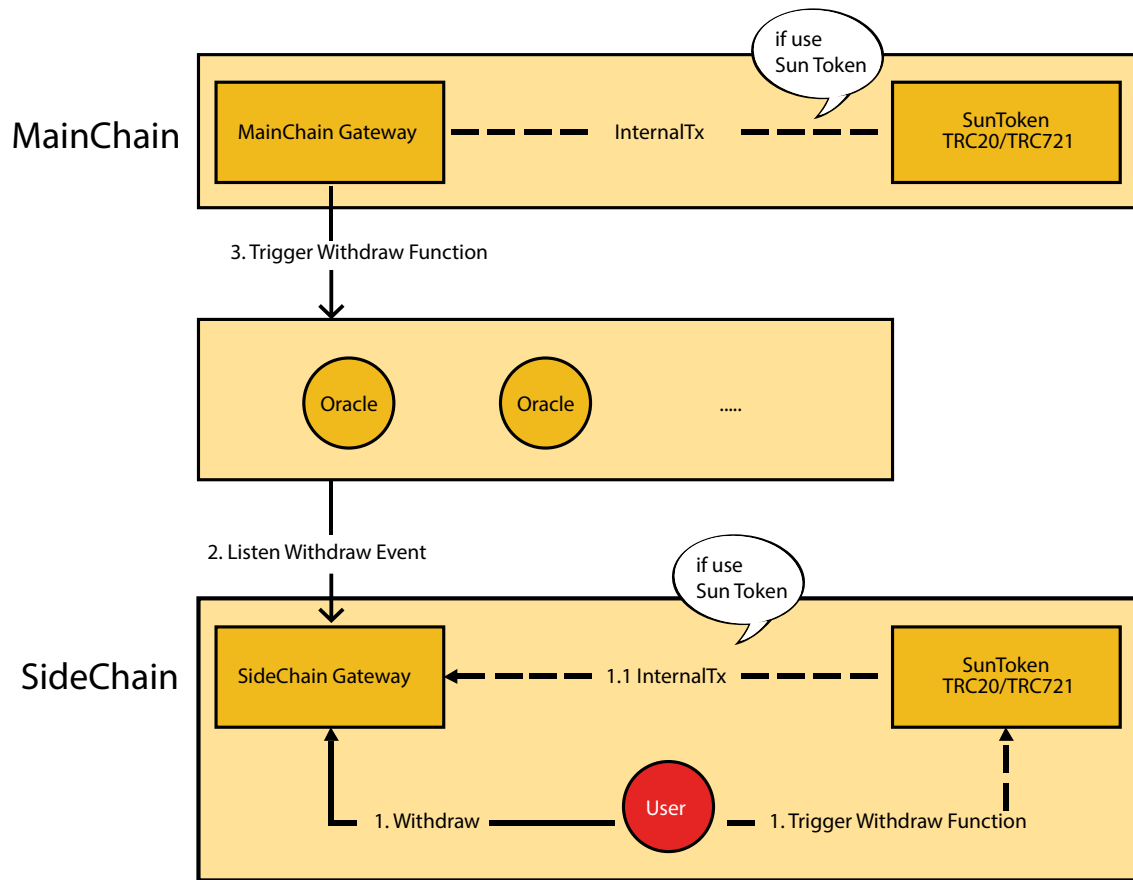 if use
Sun Token
MainChain
MainChain Gateway
InternalTx
SunToken
TRC20/TRC721
3. Trigger Withdraw Function
Oracle
Oracle
.....
2. Listen Withdraw Event
if use
Sun Token
SideChain
SideChain Gateway
1.1 InternalTx
SunToken
TRC20/TRC721
1. Withdraw
User
1. Trigger Withdraw Function